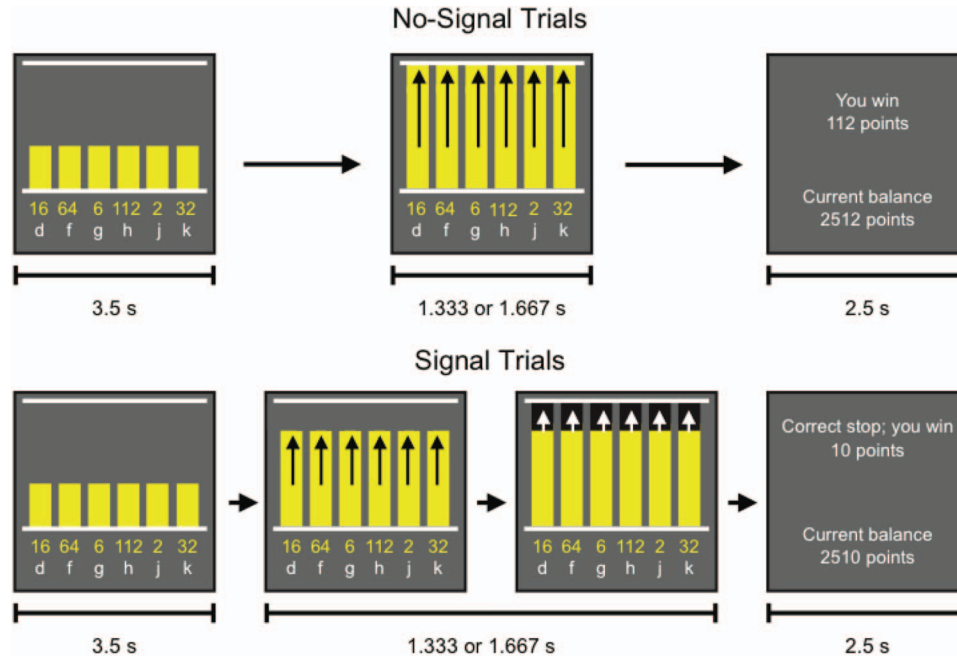 No-Signal Trials
16 64 6 112 2 32
d f g h j k
16 64 6 112 2 32
d f g h j k
You win
112 points
Current balance
2512 points
3.5 s
1.333 or 1.667 s
2.5 s
Signal Trials
16 64 6 112 2 32
d f g h j k
16 64 6 112 2 32
d f g h j k
16 64 6 112 2 32
d f g h j k
Correct stop; you win
10 points
Current balance
2510 points
3.5 s
1.333 or 1.667 s
2.5 s